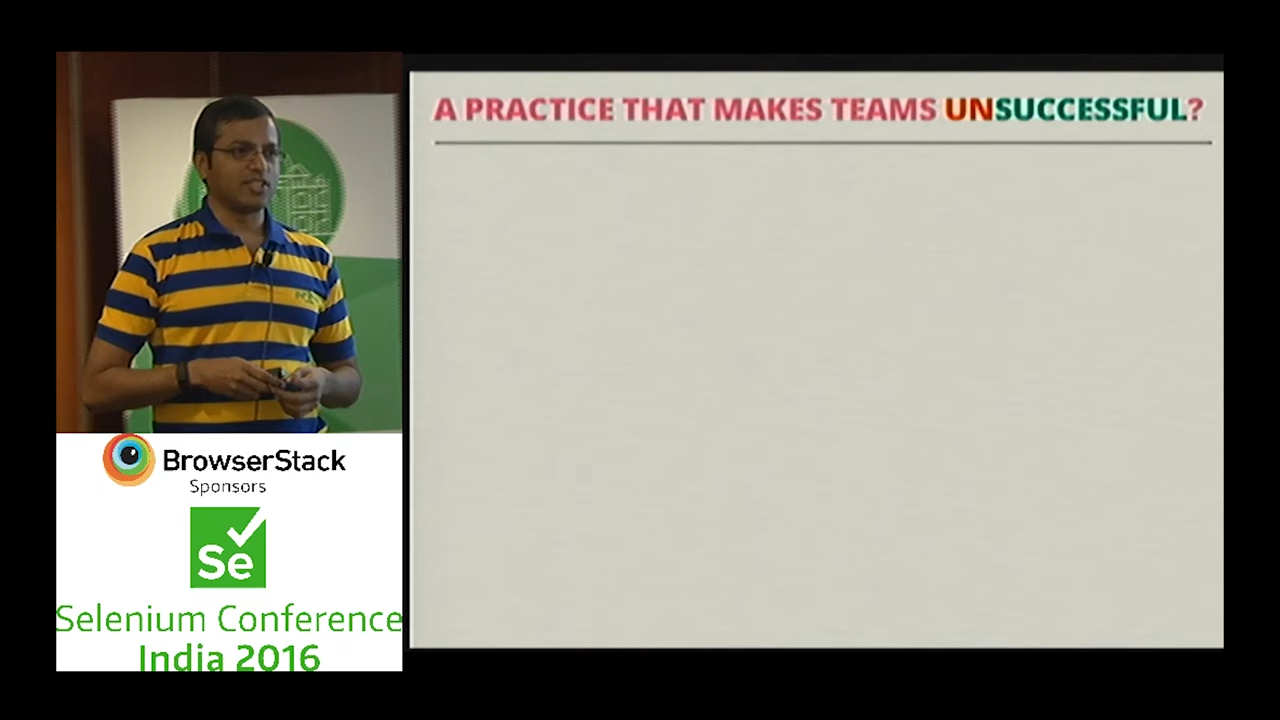 A PRACTICE THAT MAKES TEAMS UNSUCCESSFUL?
BrowserStack
Sponsors
Se
Selenium Conference
India 2016